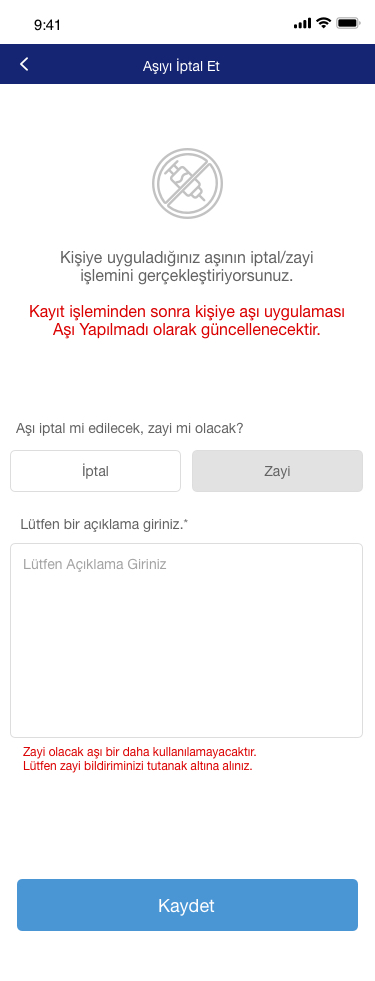 9:41
Aşıyı İptal Et
Kişiye uyguladığınız aşının iptal/zayi
işlemini gerçekleştiriyorsunuz.
Kayıt işleminden sonra kişiye aşı uygulaması
Aşı Yapılmadı olarak güncellenecektir.
Aşı iptal mi edilecek, zayi mi olacak?
İptal
Zayi
Lütfen bir açıklama giriniz.*
Lütfen Açıklama Giriniz
Zayi olacak aşı bir daha kullanılamayacaktır.
Lütfen zayi bildiriminizi tutanak altına alınız.
Kaydet